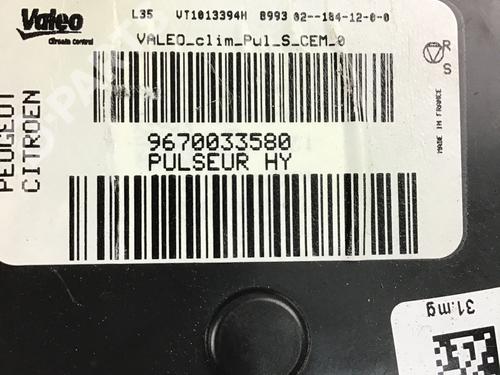 Valeo
Climate Control
L35 VT1013394H 8993 02--184-12-0-0
VALEO_clim_Pul_S_CEM_0
R
S
MADE IN FRANCE
PEUGEOT
CITROEN
9670033580
PULSEUR HY
31.mg